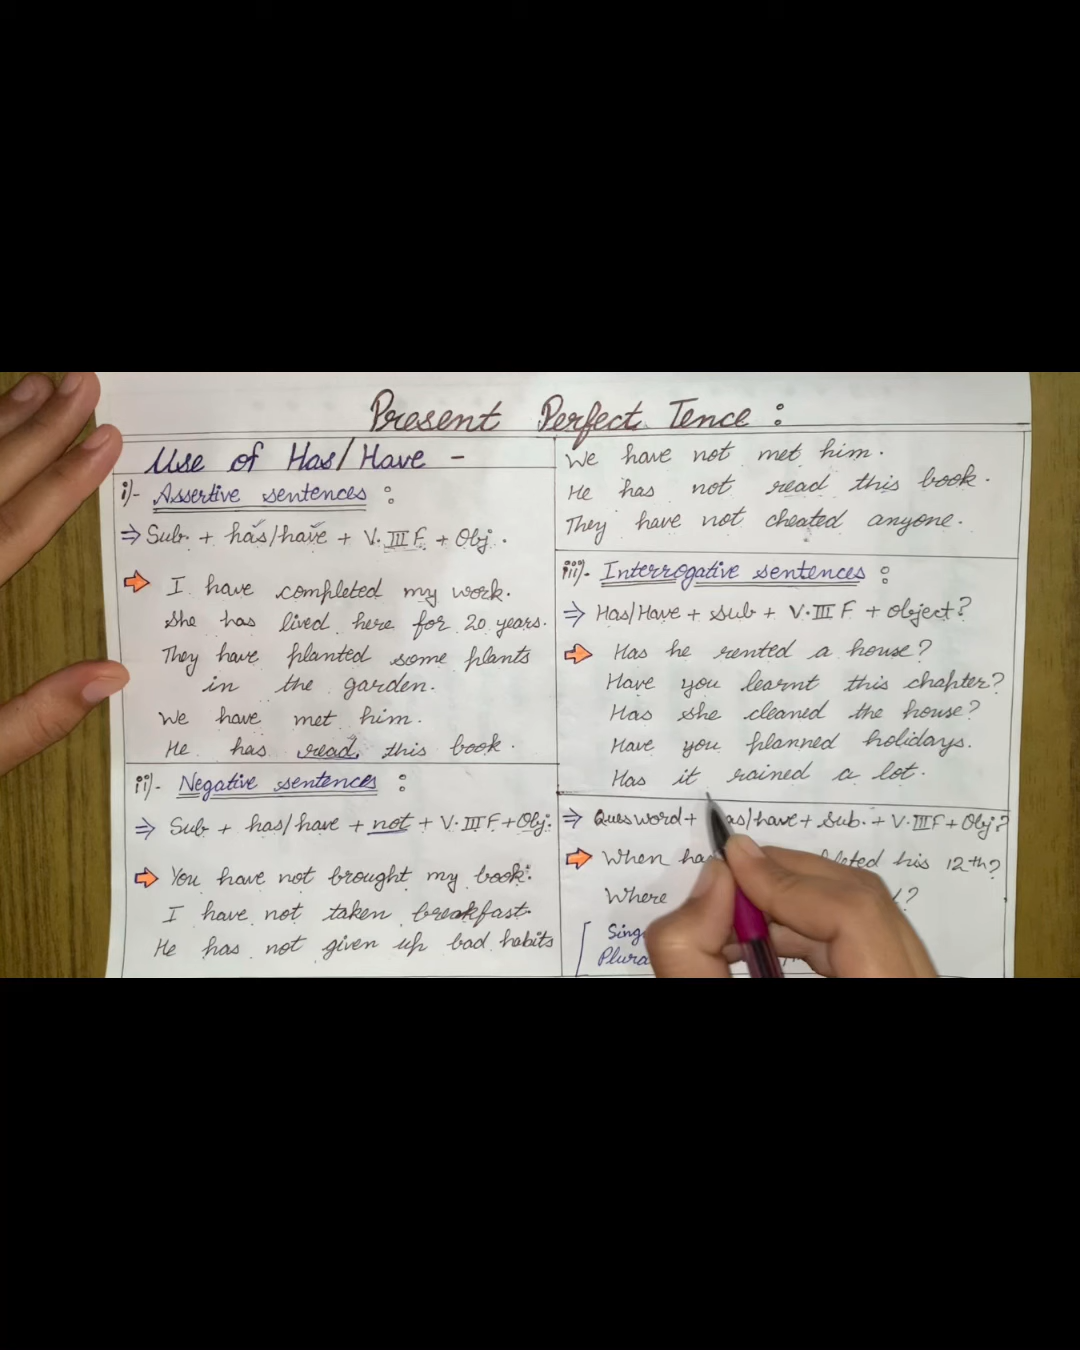 Present Perfect Tence :
Use of Has/Have -
i)- Assertive sentences :
⇒ Sub. + has/have + V.III F + Obj.
I have completed my work.
She has lived here for 20 years.
They have planted some plants
in the garden.
We have met him.
He has read this book.
ii)- Negative sentences :
⇒ Sub + has/have + not + V.III F + Obj.
You have not brought my book.
I have not taken breakfast.
He has not given up bad habits
We have not met him.
He has not read this book.
They have not cheated anyone.
iii)- Interrogative sentences :
⇒ Has/Have + sub + V.III F + object?
Has he rented a house?
Have you learnt this chapter?
Has she cleaned the house?
Have you planned holidays.
Has it rained a lot.
⇒ Ques word + has/have + sub. + V.III F + Obj?
When his 12th?
Where